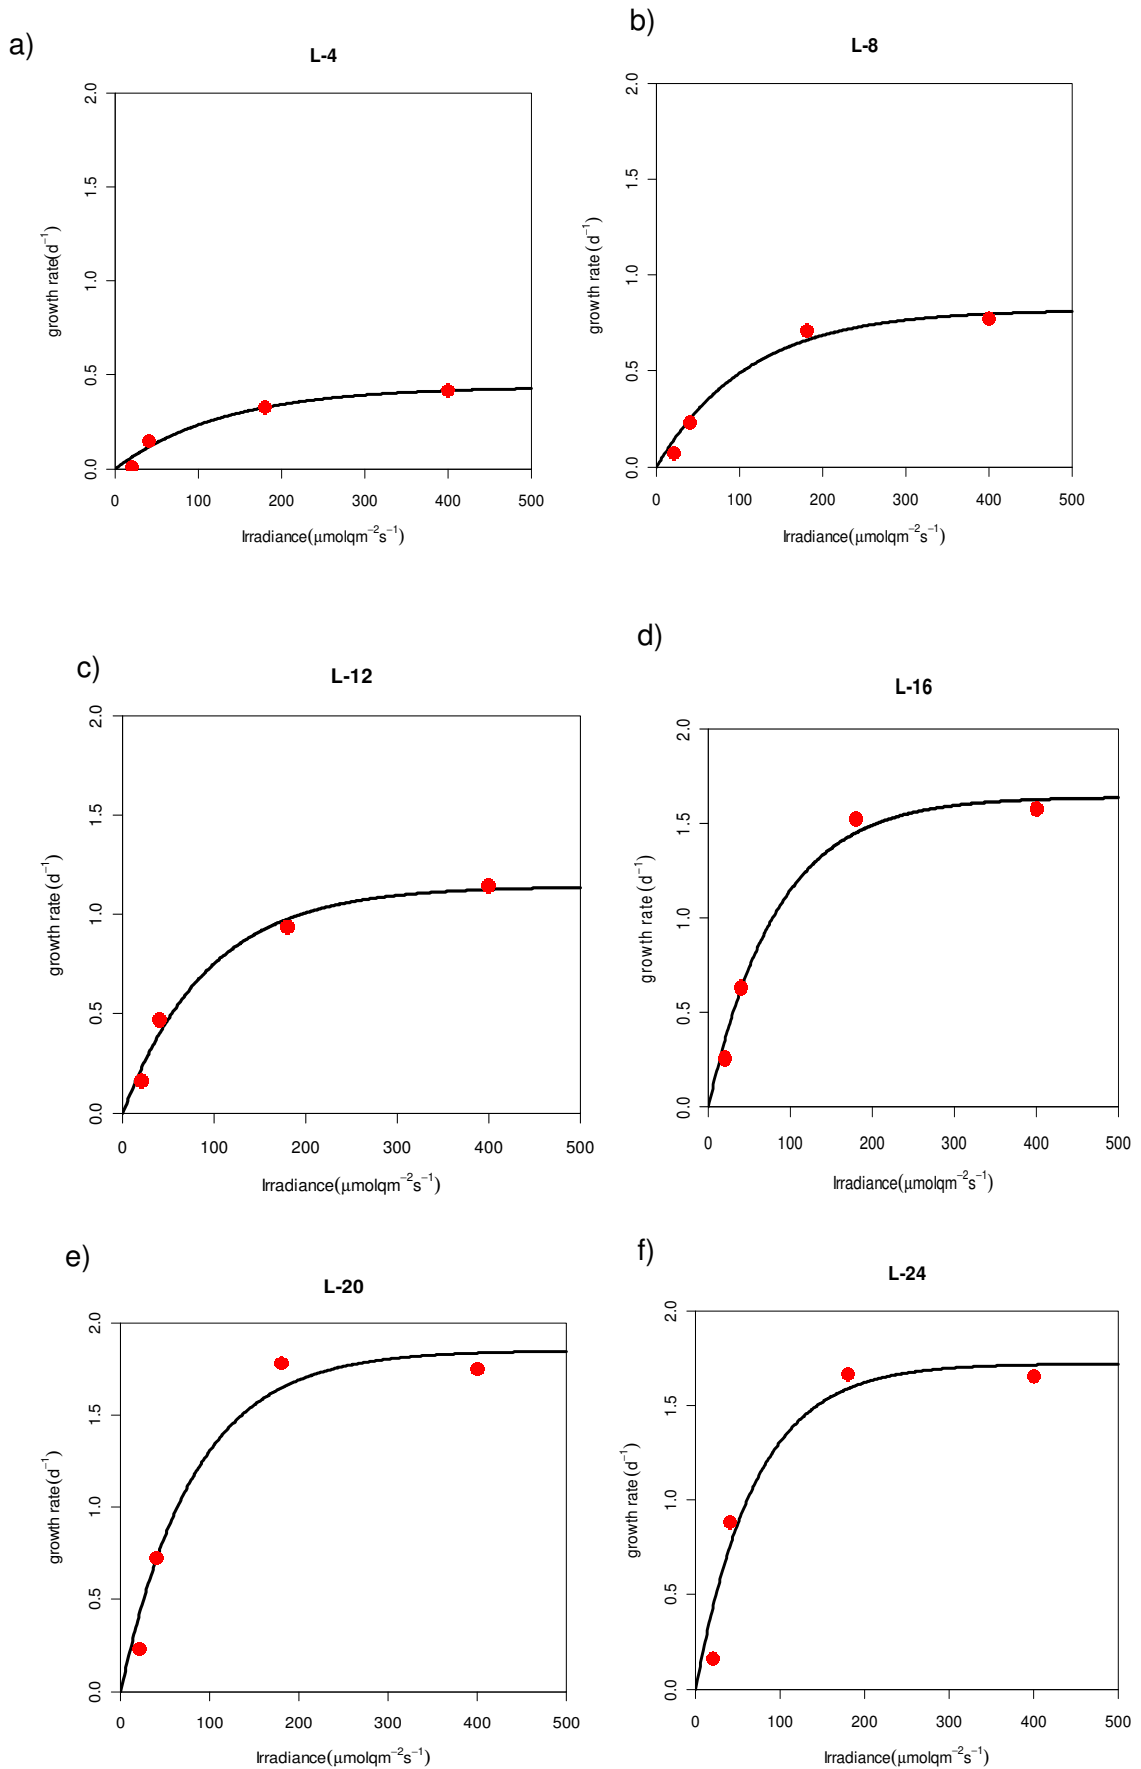 a)
L-4
growth rate(d⁻¹)
2.0
1.5
1.0
0.5
0.0
0 100 200 300 400 500
Irradiance(μmolqm⁻²s⁻¹)
b)
L-8
growth rate (d⁻¹)
2.0
1.5
1.0
0.5
0.0
0 100 200 300 400 500
Irradiance(μmolqm⁻²s⁻¹)
c)
L-12
growth rate (d⁻¹)
2.0
1.5
1.0
0.5
0.0
0 100 200 300 400 500
Irradiance(μmolqm⁻²s⁻¹)
d)
L-16
growth rate (d⁻¹)
2.0
1.5
1.0
0.5
0.0
0 100 200 300 400 500
Irradiance(μmolqm⁻²s⁻¹)
e)
L-20
growth rate(d⁻¹)
2.0
1.5
1.0
0.5
0.0
0 100 200 300 400 500
Irradiance(μmolqm⁻²s⁻¹)
f)
L-24
growth rate(d⁻¹)
2.0
1.5
1.0
0.5
0.0
0 100 200 300 400 500
Irradiance(μmolqm⁻²s⁻¹)